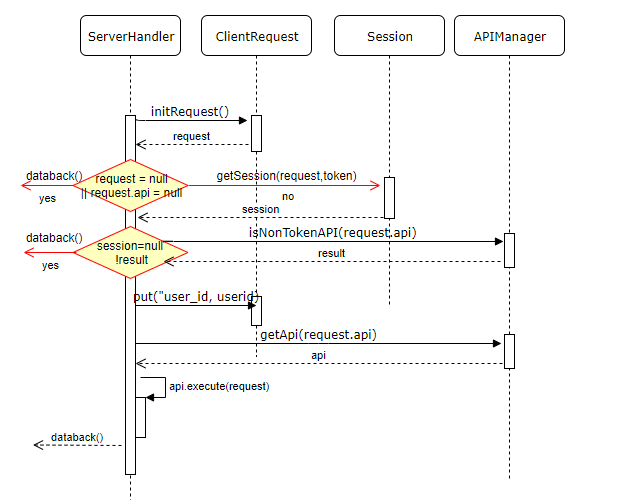 ServerHandler
ClientRequest
Session
APIManager
initRequest()
request
databack()
request = null
|| request.api = null
getSession(request,token)
yes
no
session
databack()
session=null
!result
isNonTokenAPI(request.api)
yes
result
put("user_id, userid)
getApi(request.api)
api
api.execute(request)
databack()